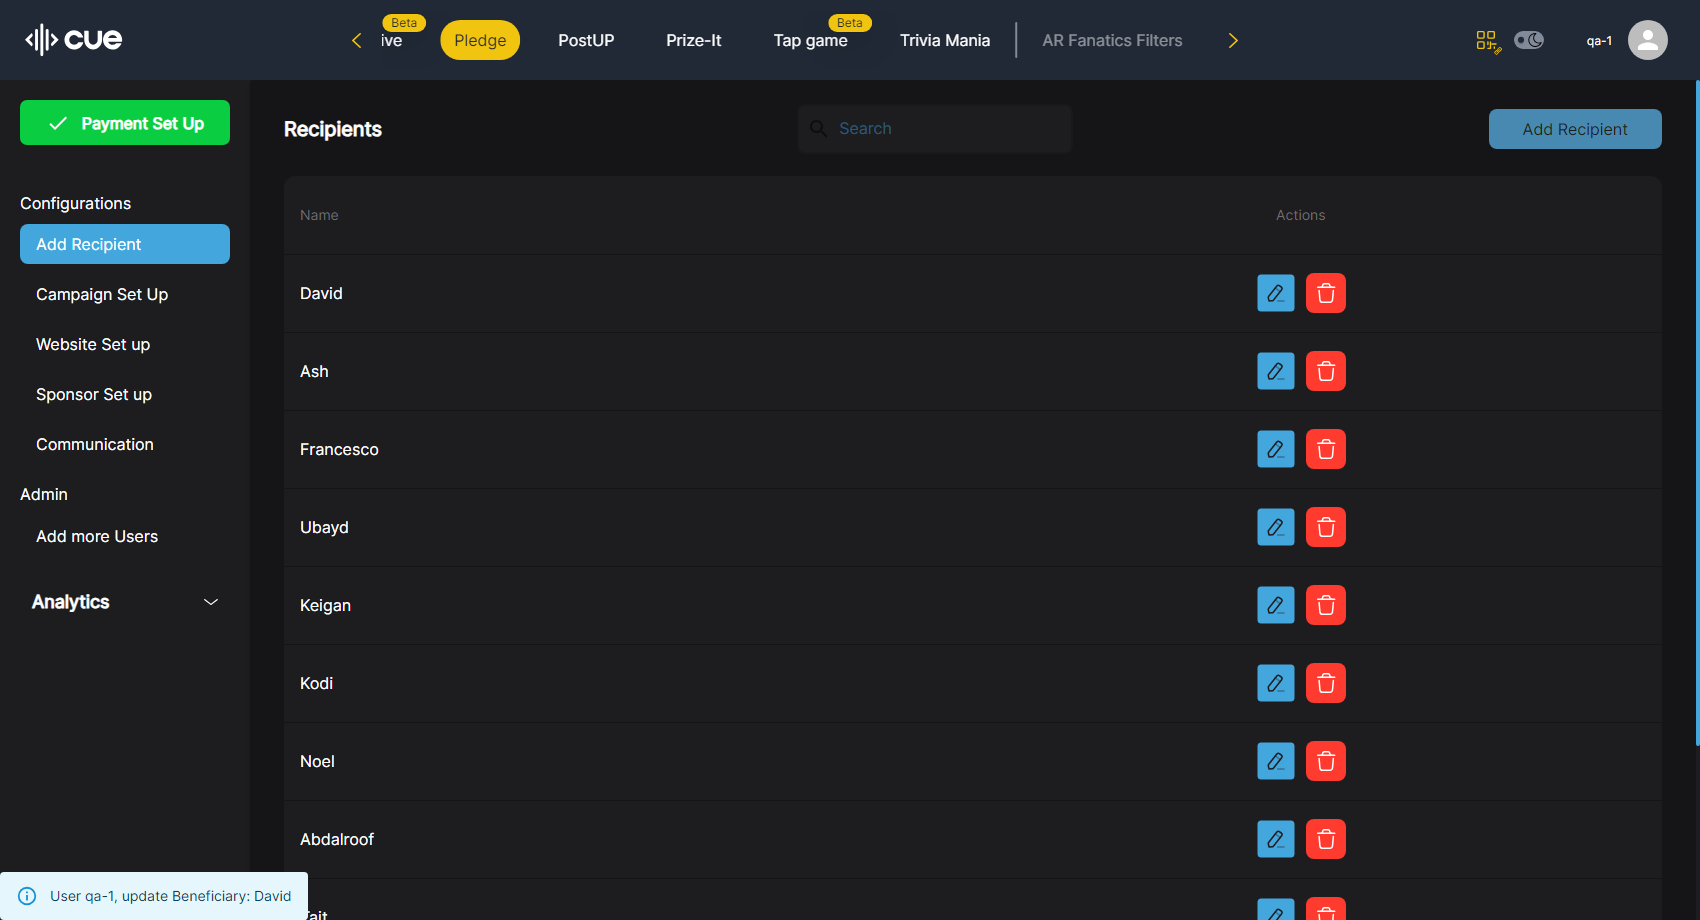 cue
ive
Beta
Pledge
PostUP
Prize-It
Tap game
Beta
Trivia Mania
AR Fanatics Filters
qa-1
Payment Set Up
Configurations
Add Recipient
Campaign Set Up
Website Set up
Sponsor Set up
Communication
Admin
Add more Users
Analytics
Recipients
Search
Add Recipient
Name
Actions
David
Ash
Francesco
Ubayd
Keigan
Kodi
Noel
Abdalroof
User qa-1, update Beneficiary: David